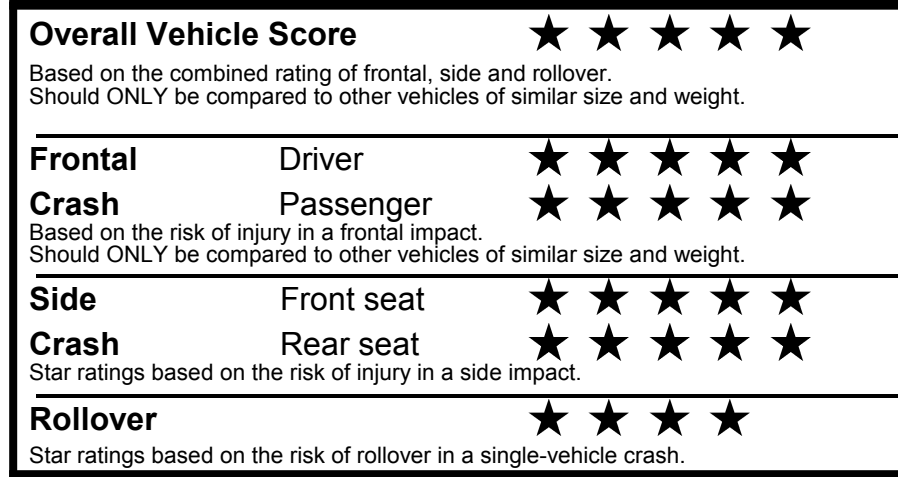 Overall Vehicle Score ★ ★ ★ ★ ★
Based on the combined rating of frontal, side and rollover.
Should ONLY be compared to other vehicles of similar size and weight.
Frontal Driver ★ ★ ★ ★ ★
Crash Passenger ★ ★ ★ ★ ★
Based on the risk of injury in a frontal impact.
Should ONLY be compared to other vehicles of similar size and weight.
Side Front seat ★ ★ ★ ★ ★
Crash Rear seat ★ ★ ★ ★ ★
Star ratings based on the risk of injury in a side impact.
Rollover ★ ★ ★ ★
Star ratings based on the risk of rollover in a single-vehicle crash.